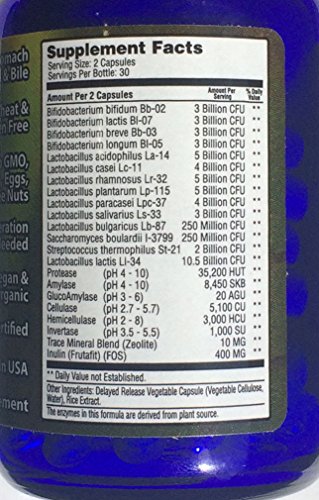 Supplement Facts
Serving Size: 2 Capsules
Servings Per Bottle: 30
Amount Per 2 Capsules Amount Per Serving % Daily Value
Bifidobacterium bifidum Bb-02 3 Billion CFU **
Bifidobacterium lactis Bl-07 3 Billion CFU **
Bifidobacterium breve Bb-03 3 Billion CFU **
Bifidobacterium longum Bl-05 3 Billion CFU **
Lactobacillus acidophilus La-14 5 Billion CFU **
Lactobacillus casei Lc-11 4 Billion CFU **
Lactobacillus rhamnosus Lr-32 5 Billion CFU **
Lactobacillus plantarum Lp-115 5 Billion CFU **
Lactobacillus paracasei Lpc-37 4 Billion CFU **
Lactobacillus salivarius Ls-33 3 Billion CFU **
Lactobacillus bulgaricus Lb-87 250 Million CFU **
Saccharomyces boulardii I-3799 250 Million CFU **
Streptococcus thermophilus St-21 2 Billion CFU **
Lactobacillus lactis Ll-34 10.5 Billion CFU **
Protease (pH 4 - 10) 35,200 HUT **
Amylase (pH 4 - 10) 8,450 SKB **
GlucoAmylase (pH 3 - 6) 20 AGU **
Cellulase (pH 2.7 - 5.7) 5,100 CU **
Hemicellulase (pH 2 - 8) 3,000 HCU **
Invertase (pH 3.5 - 5.5) 1,000 SU **
Trace Mineral Blend (Zeolite) 10 MG **
Inulin (Frutafit) (FOS) 400 MG **
** Daily Value not Established.
Other Ingredients: Delayed Release Vegetable Capsule (Vegetable Cellulose,
Water), Rice Extract.
The enzymes in this formula are derived from plant source.
& Bile
Free
GMO,
Eggs,
Nuts
USA